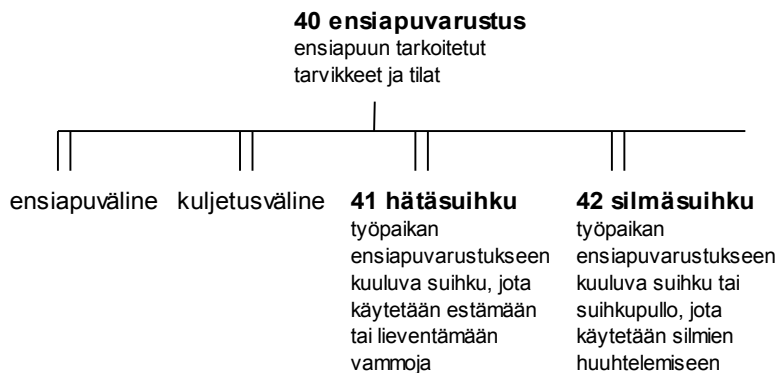 40 ensiapuvarustus
ensiapuun tarkoitetut
tarvikkeet ja tilat
ensiapuväline
kuljetusväline
41 hätäsuihku
työpaikan
ensiapuvarustukseen
kuuluva suihku, jota
käytetään estämään
tai lieventämään
vammoja
42 silmäsuihku
työpaikan
ensiapuvarustukseen
kuuluva suihku tai
suihkupullo, jota
käytetään silmien
huuhtelemiseen